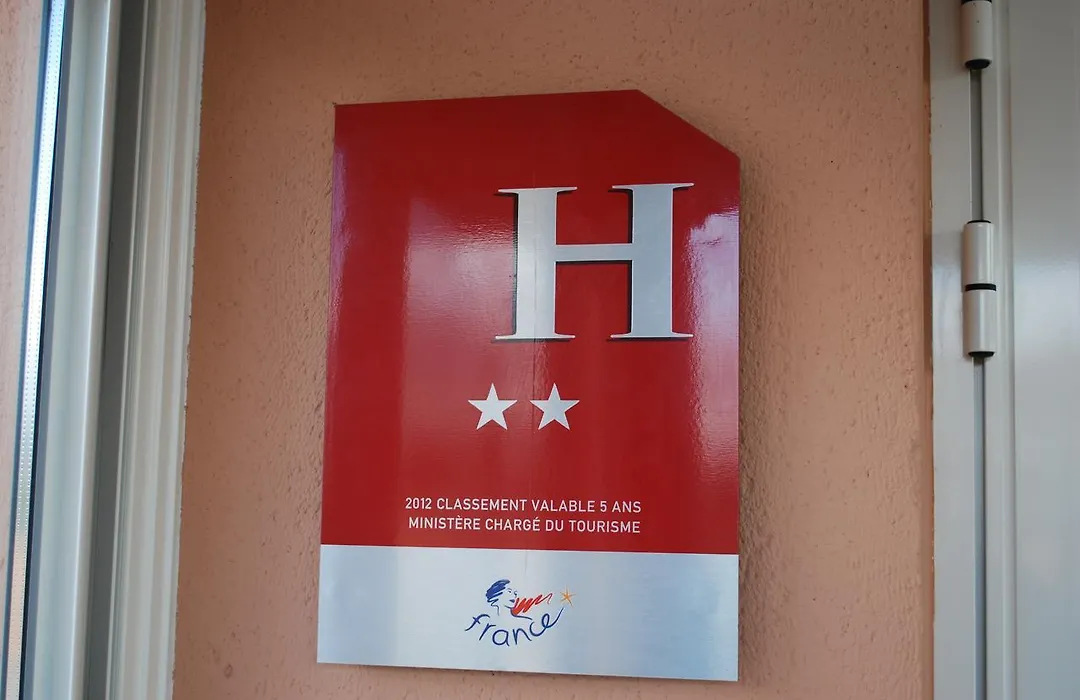 H
2012 CLASSEMENT VALABLE 5 ANS
MINISTÈRE CHARGÉ DU TOURISME
france